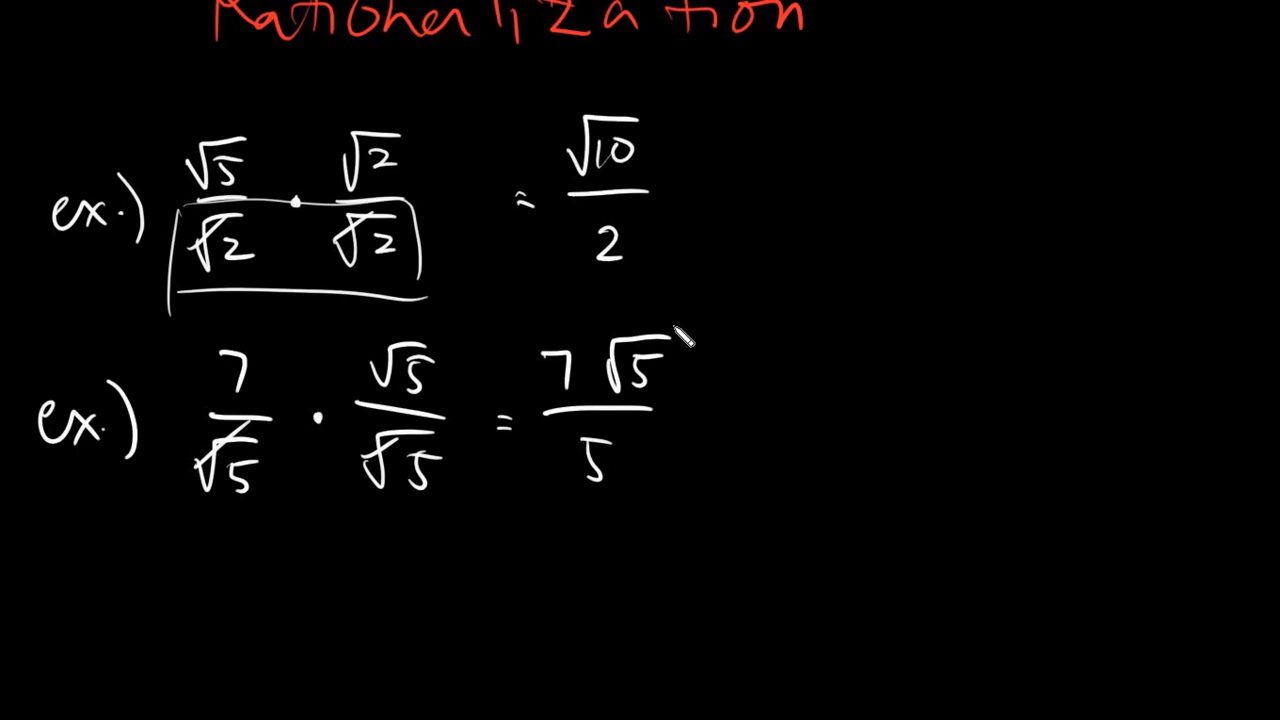 Rationalization
ex.) √5/√2 · √2/√2 = √10/2
ex.) 7/√5 · √5/√5 = 7√5/5